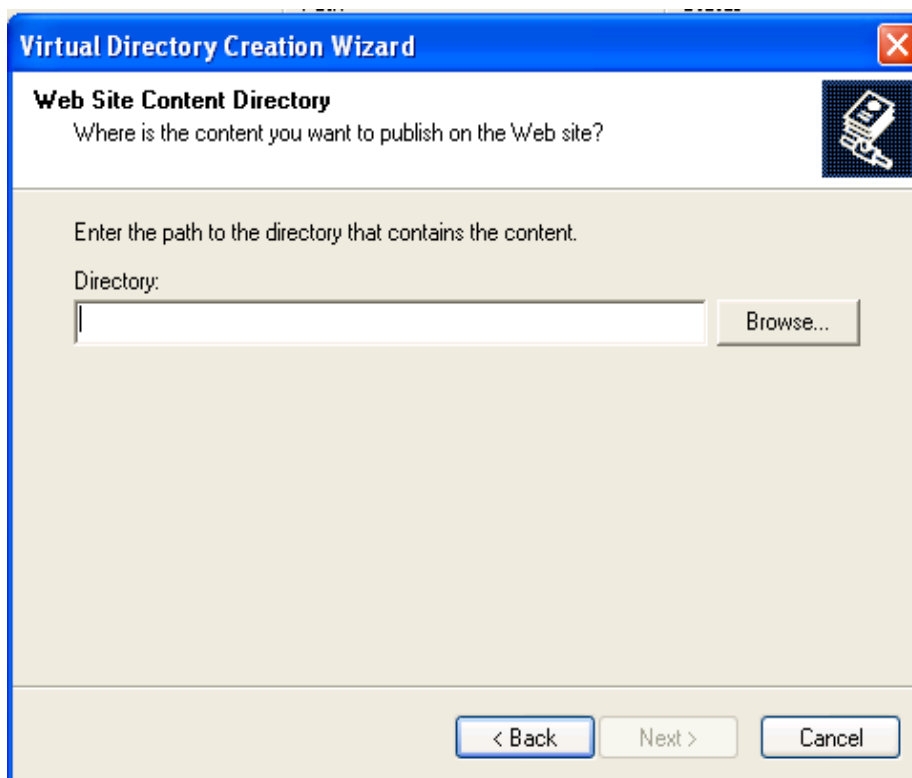 Virtual Directory Creation Wizard
Web Site Content Directory
Where is the content you want to publish on the Web site?
Enter the path to the directory that contains the content.
Directory:
Browse...
< Back
Next >
Cancel